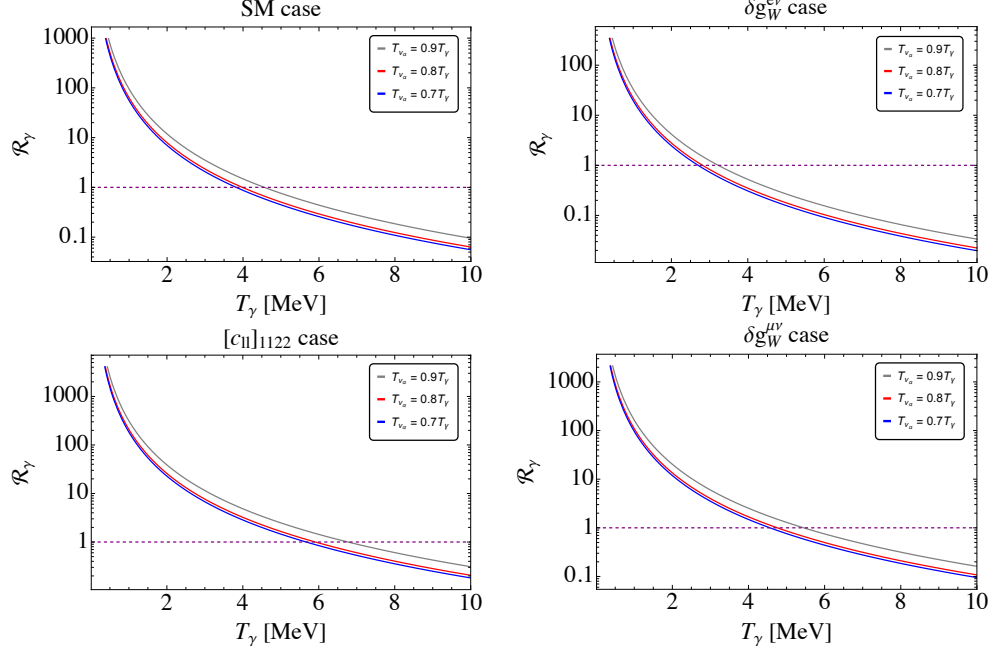 SM case
1000
100
10
1
0.1
ℛγ
2 4 6 8 10
Tγ [MeV]
Tνα = 0.9Tγ
Tνα = 0.8Tγ
Tνα = 0.7Tγ
δg_W^eν case
100
10
1
0.1
ℛγ
2 4 6 8 10
Tγ [MeV]
Tνα = 0.9Tγ
Tνα = 0.8Tγ
Tνα = 0.7Tγ
[cll]1122 case
1000
100
10
1
ℛγ
2 4 6 8 10
Tγ [MeV]
Tνα = 0.9Tγ
Tνα = 0.8Tγ
Tνα = 0.7Tγ
δg_W^μν case
1000
100
10
1
0.1
ℛγ
2 4 6 8 10
Tγ [MeV]
Tνα = 0.9Tγ
Tνα = 0.8Tγ
Tνα = 0.7Tγ